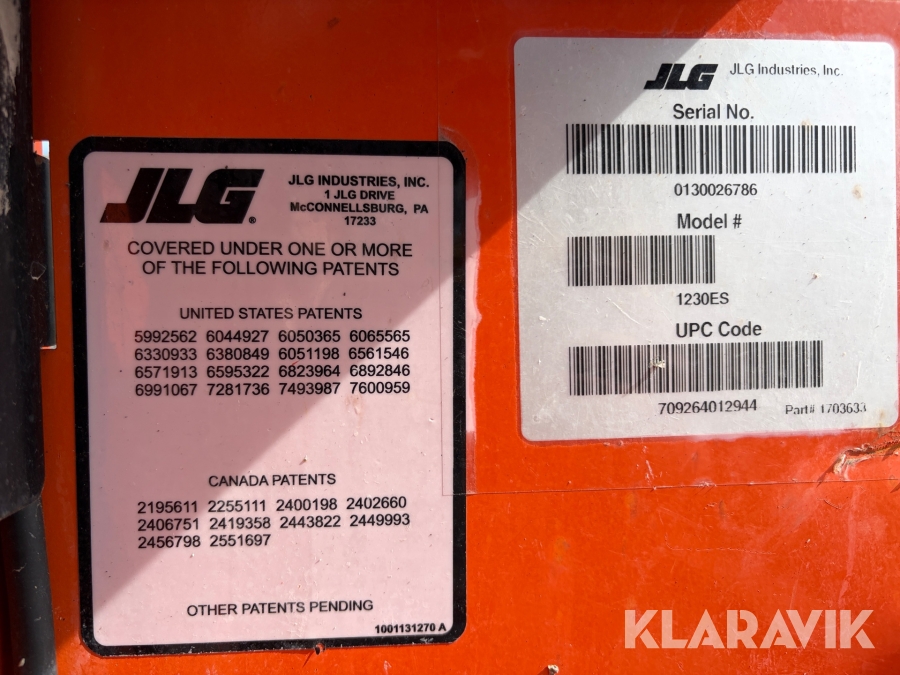 JLG®
JLG INDUSTRIES, INC.
1 JLG DRIVE
McCONNELLSBURG, PA
17233
COVERED UNDER ONE OR MORE
OF THE FOLLOWING PATENTS
UNITED STATES PATENTS
5992562 6044927 6050365 6065565
6330933 6380849 6051198 6561546
6571913 6595322 6823964 6892846
6991067 7281736 7493987 7600959
CANADA PATENTS
2195611 2255111 2400198 2402660
2406751 2419358 2443822 2449993
2456798 2551697
OTHER PATENTS PENDING
1001131270 A
JLG JLG Industries, Inc.
Serial No.
0130026786
Model #
1230ES
UPC Code
709264012944 Part# 1703633
KLARAVIK